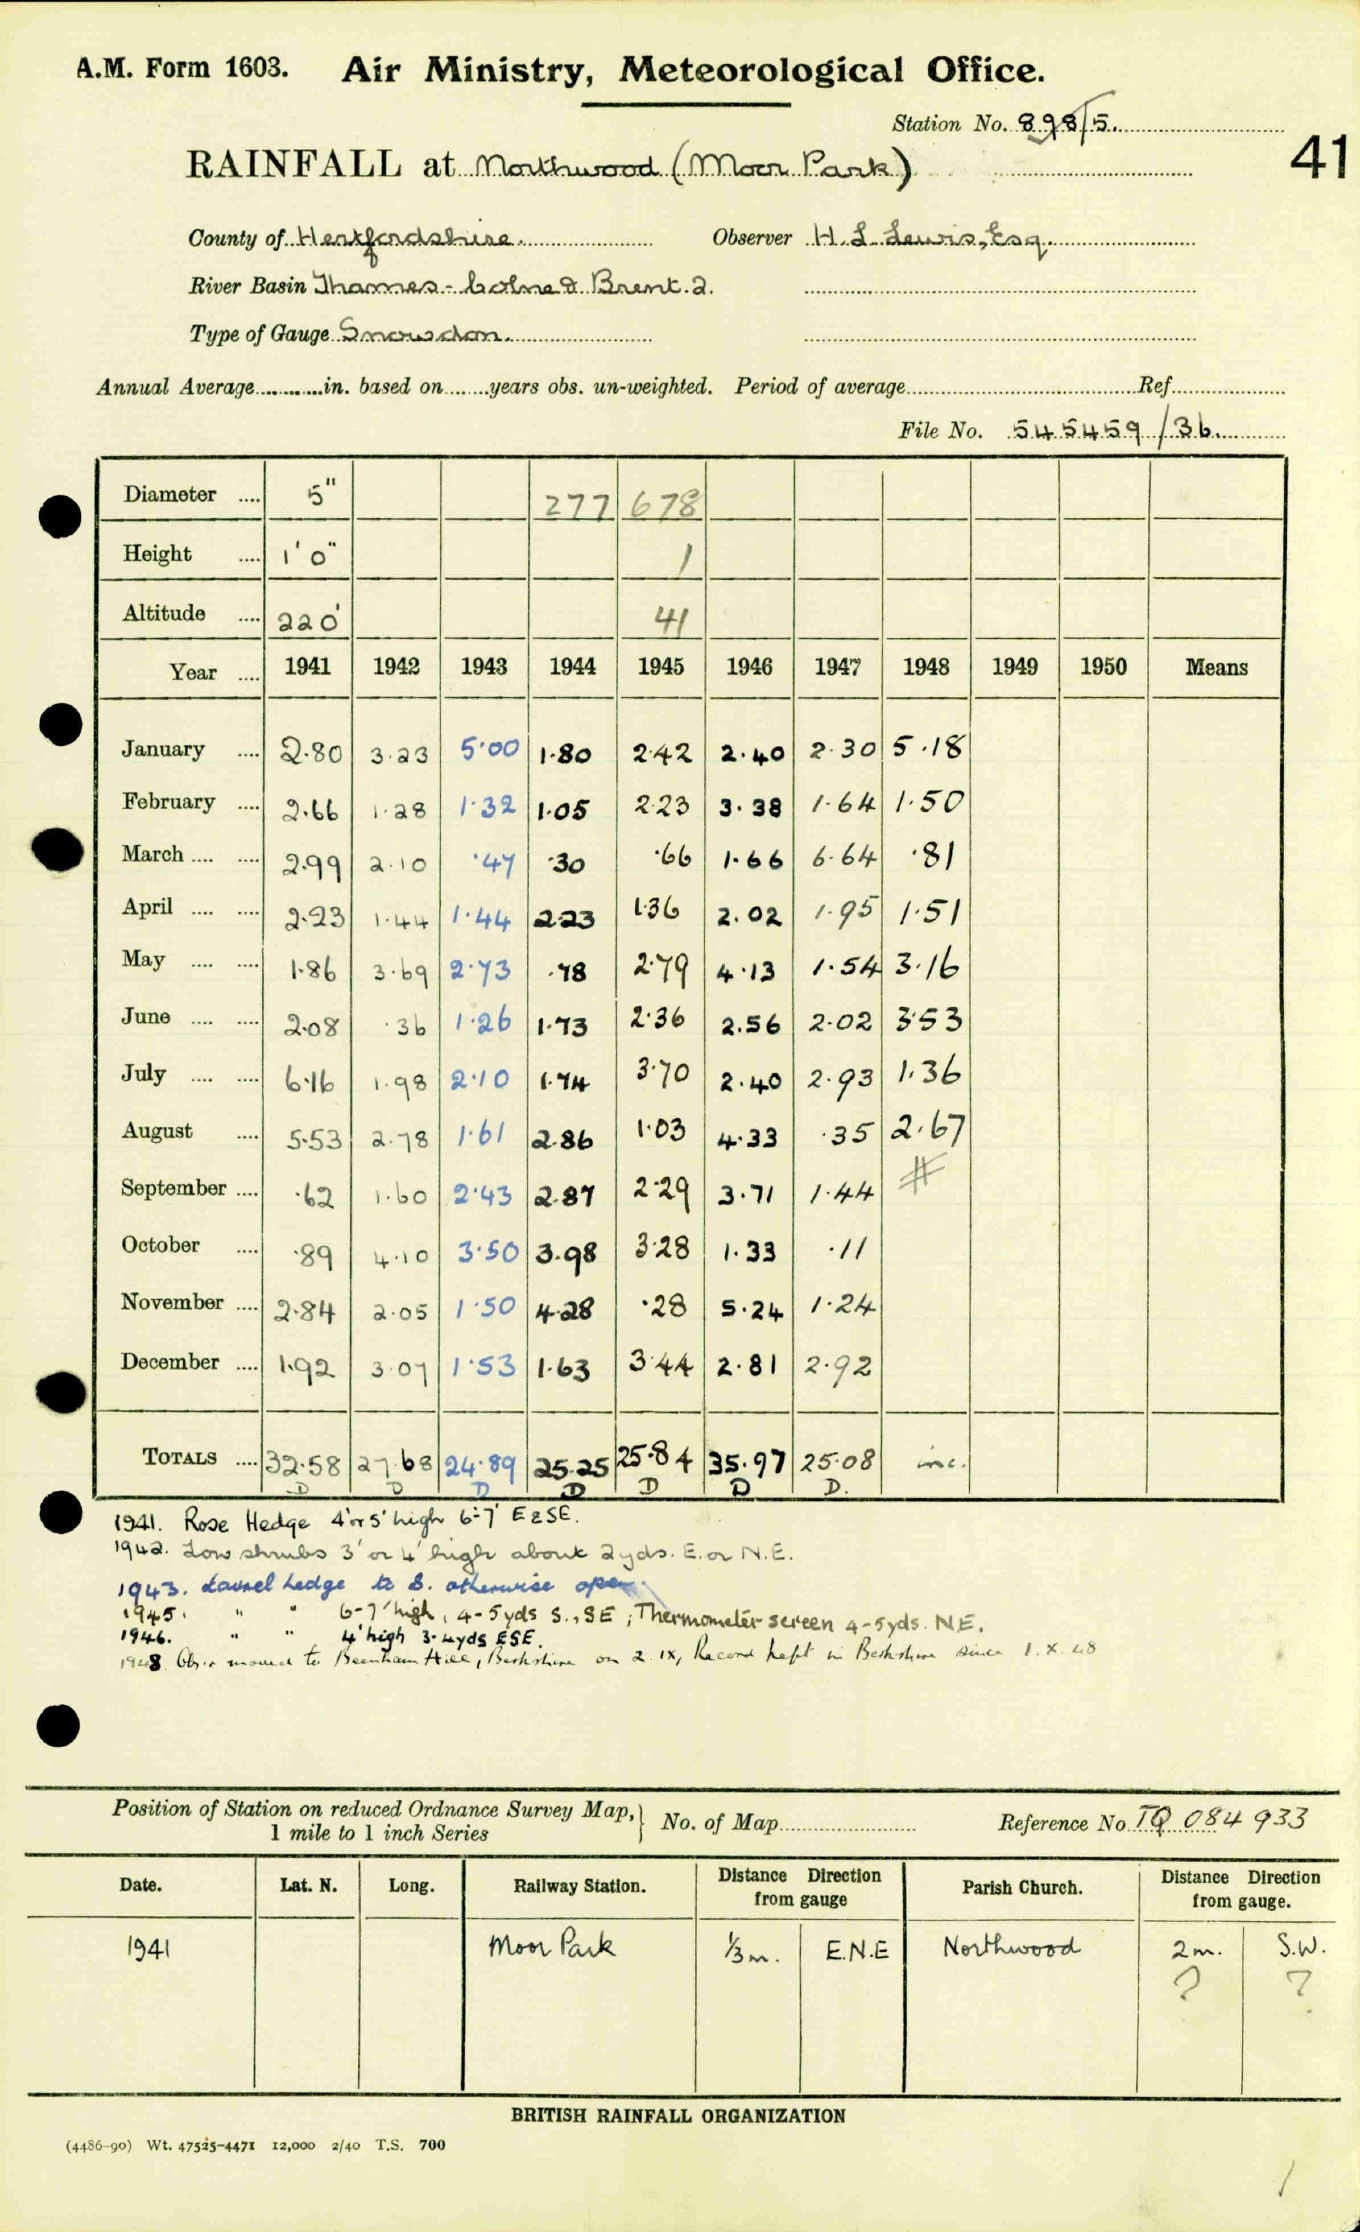 A.M. Form 1603. Air Ministry, Meteorological Office.
Station No. 898/5.
41
RAINFALL at Northwood (Moor Park)
County of Hertfordshire. Observer H. L. Lewis, Esq.
River Basin Thames - Colne & Brent. 2.
Type of Gauge Snowdon.
Annual Average............in. based on........years obs. un-weighted. Period of average........Ref........
File No. 545459/36.
Diameter .... 5" 277 678
Height .... 1' 0" 1
Altitude .... 220' 41
Year .... 1941 1942 1943 1944 1945 1946 1947 1948 1949 1950 Means
January .... 2.80 3.23 5.00 1.80 2.42 2.40 2.30 5.18
February .... 2.66 1.28 1.32 1.05 2.23 3.38 1.64 1.50
March .... .... 2.99 2.10 .47 .30 .66 1.66 6.64 .81
April .... .... 2.23 1.44 1.44 2.23 1.36 2.02 1.95 1.51
May .... .... 1.86 3.69 2.73 .78 2.79 4.13 1.54 3.16
June .... .... 2.08 .36 1.26 1.73 2.36 2.56 2.02 3.53
July .... .... 6.16 1.98 2.10 1.74 3.70 2.40 2.93 1.36
August .... 5.53 2.78 1.61 2.86 1.03 4.33 .35 2.67
September .... .62 1.60 2.43 2.87 2.29 3.71 1.44 #
October .... .89 4.10 3.50 3.98 3.28 1.33 .11
November .... 2.84 2.05 1.50 4.28 .28 5.24 1.24
December .... 1.92 3.07 1.53 1.63 3.44 2.81 2.92
TOTALS .... 32.58 27.68 24.89 25.25 25.84 35.97 25.08 inc.
D D D D D D D.
1941. Rose Hedge 4' or 5' high 6'-7' E & SE.
1942. Low shrubs 3' or 4' high about 2 yds. E. or N.E.
1943. Laurel hedge to S. otherwise open.
1945. " " 6-7' high, 4-5 yds S., SE; Thermometer screen 4-5 yds. NE.
1946. " " 4' high 3-4 yds ESE.
1948. Obsr moved to Beenham Hill, Berkshire on 2.IX, Record kept in Berkshire since 1.X.48
Position of Station on reduced Ordnance Survey Map, } No. of Map........ Reference No. TQ 084 933
1 mile to 1 inch Series
Date. Lat. N. Long. Railway Station. Distance Direction from gauge Parish Church. Distance Direction from gauge.
1941 Moor Park 1/3 m. E.N.E Northwood 2 m. S.W.
? ?
BRITISH RAINFALL ORGANIZATION
(4486-90) Wt. 47525-4471 12,000 2/40 T.S. 700